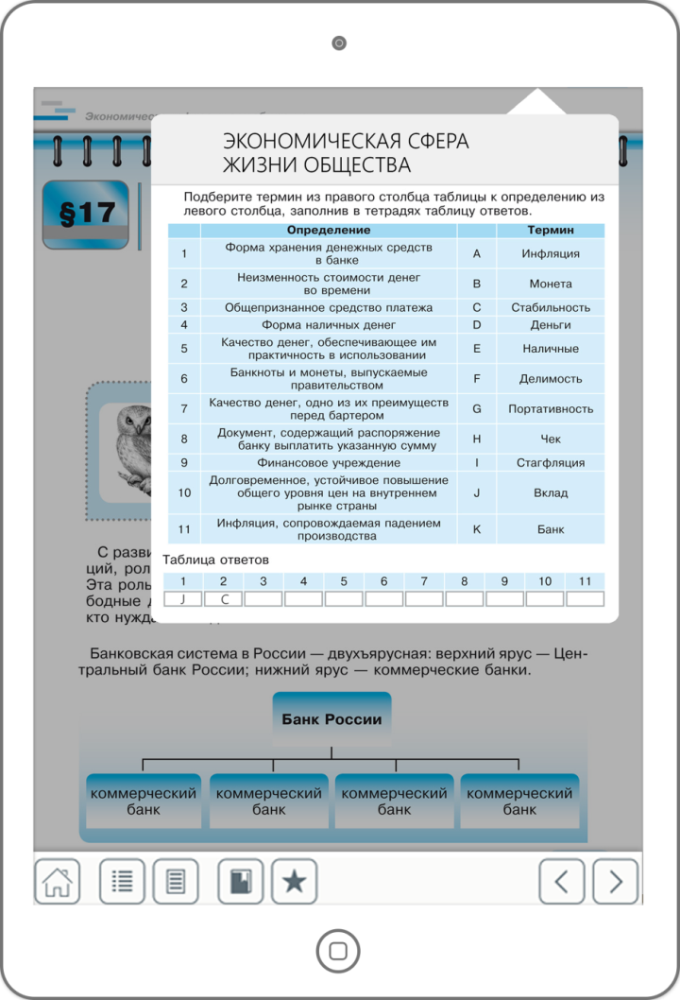 Экономическ
ЭКОНОМИЧЕСКАЯ СФЕРА
ЖИЗНИ ОБЩЕСТВА
§17
Подберите термин из правого столбца таблицы к определению из
левого столбца, заполнив в тетрадях таблицу ответов.
Определение Термин
1 Форма хранения денежных средств
в банке A Инфляция
2 Неизменность стоимости денег
во времени B Монета
3 Общепризнанное средство платежа C Стабильность
4 Форма наличных денег D Деньги
5 Качество денег, обеспечивающее им
практичность в использовании E Наличные
6 Банкноты и монеты, выпускаемые
правительством F Делимость
7 Качество денег, одно из их преимуществ
перед бартером G Портативность
8 Документ, содержащий распоряжение
банку выплатить указанную сумму H Чек
9 Финансовое учреждение I Стагфляция
10 Долговременное, устойчивое повышение
общего уровня цен на внутреннем
рынке страны J Вклад
11 Инфляция, сопровождаемая падением
производства K Банк
Таблица ответов
1 2 3 4 5 6 7 8 9 10 11
J C
С разви
ций, рол
Эта роль
бодные
кто нужд
Банковская система в России — двухъярусная: верхний ярус — Цен-
тральный банк России; нижний ярус — коммерческие банки.
Банк России
коммерческий коммерческий коммерческий коммерческий
банк банк банк банк